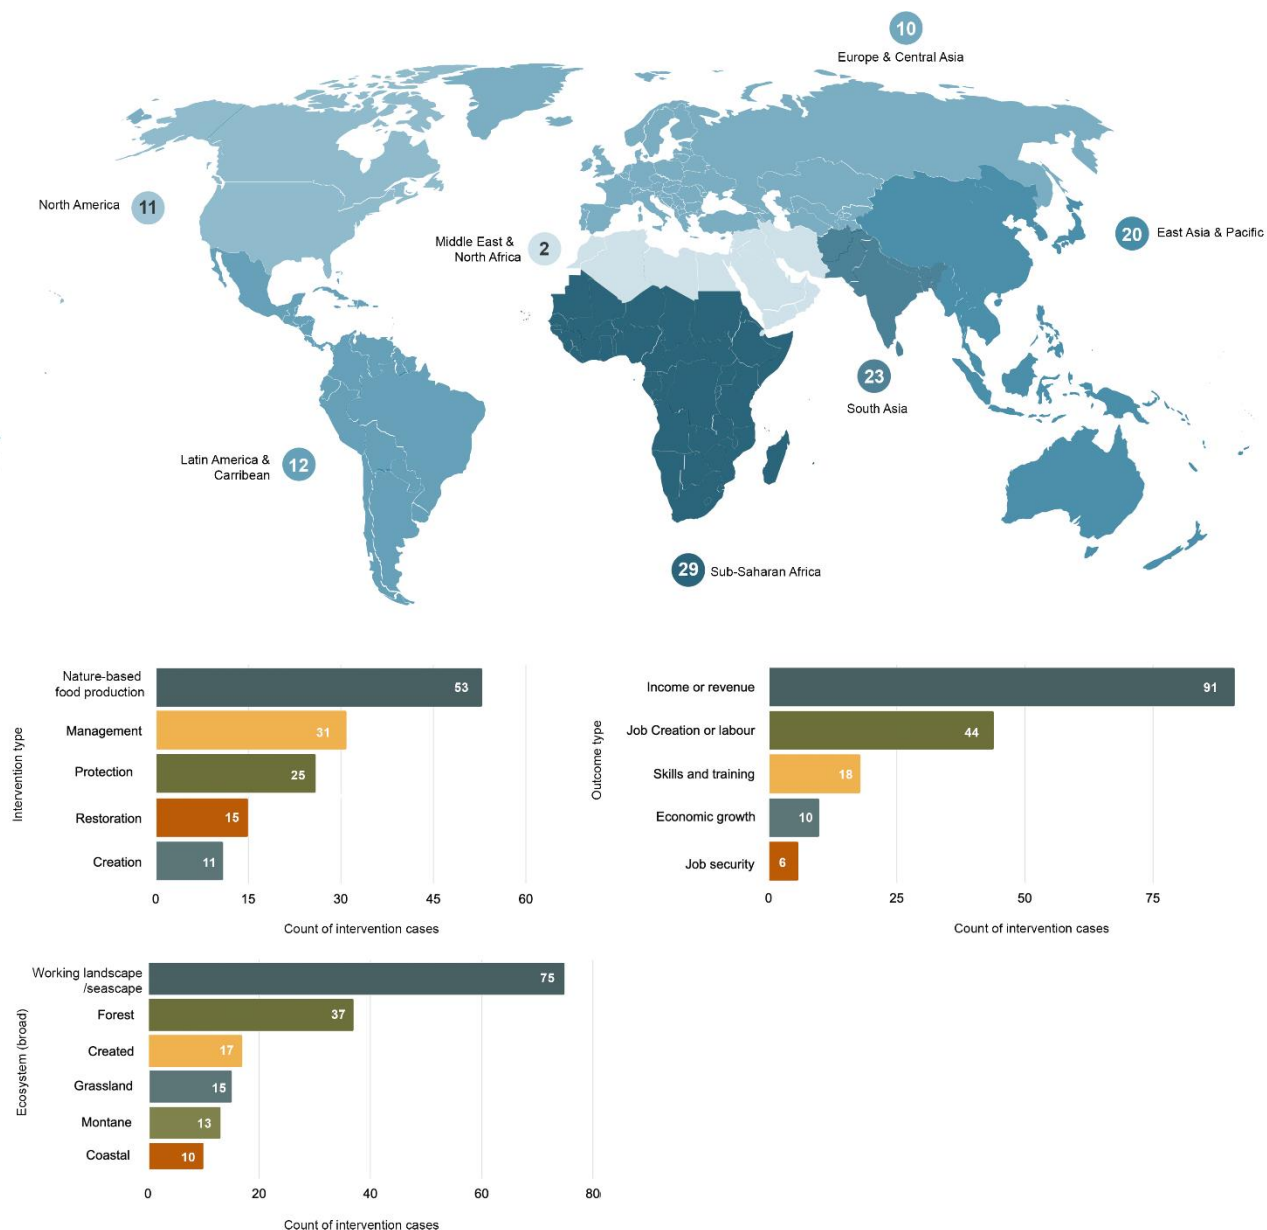 10
Europe & Central Asia
North America
11
Middle East &
North Africa
2
20
East Asia & Pacific
23
South Asia
Latin America &
Carribean
12
29
Sub-Saharan Africa
Intervention type
Nature-based
food production
53
Management
31
Protection
25
Restoration
15
Creation
11
0 15 30 45 60
Count of intervention cases
Outcome type
Income or revenue
91
Job Creation or labour
44
Skills and training
18
Economic growth
10
Job security
6
0 25 50 75
Count of intervention cases
Ecosystem (broad)
Working landscape
/seascape
75
Forest
37
Created
17
Grassland
15
Montane
13
Coastal
10
0 20 40 60 80
Count of intervention cases